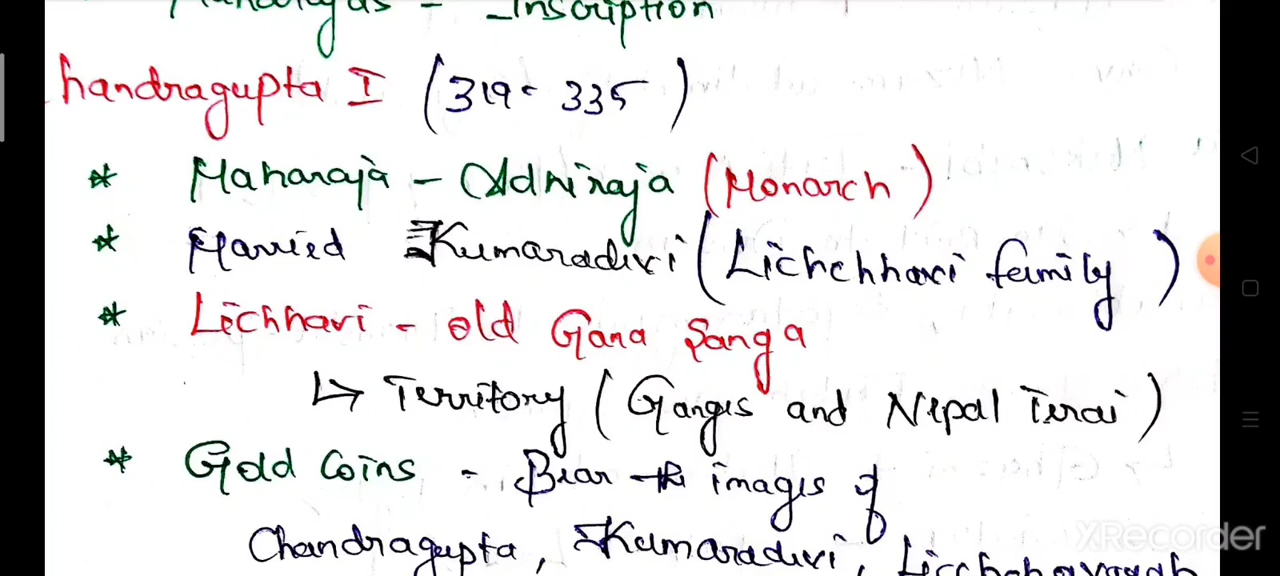 - Inscription
handragupta I (319 - 335)
* Maharaja - Adhiraja (Monarch)
* Married Kumaradevi (Lichchhavi family)
* Lichhavi - old Gana Sanga
↳ Territory (Ganges and Nepal Terai)
* Gold Coins - Bear the images of
Chandragupta, Kumaradevi,
XRecorder